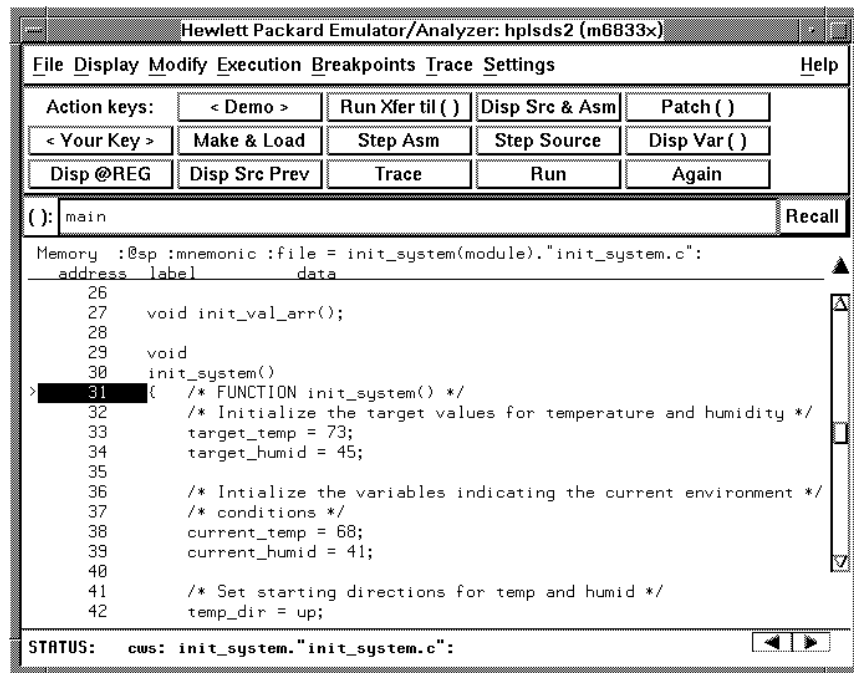 Hewlett Packard Emulator/Analyzer: hplsds2 (m6833x)
File Display Modify Execution Breakpoints Trace Settings Help
Action keys: < Demo > Run Xfer til ( ) Disp Src & Asm Patch ( )
< Your Key > Make & Load Step Asm Step Source Disp Var ( )
Disp @REG Disp Src Prev Trace Run Again
( ): main Recall
Memory :@sp :mnemonic :file = init_system(module)."init_system.c":
address label data
26
27 void init_val_arr();
28
29 void
30 init_system()
> 31 { /* FUNCTION init_system() */
32 /* Initialize the target values for temperature and humidity */
33 target_temp = 73;
34 target_humid = 45;
35
36 /* Intialize the variables indicating the current environment */
37 /* conditions */
38 current_temp = 68;
39 current_humid = 41;
40
41 /* Set starting directions for temp and humid */
42 temp_dir = up;
STATUS: cws: init_system."init_system.c":